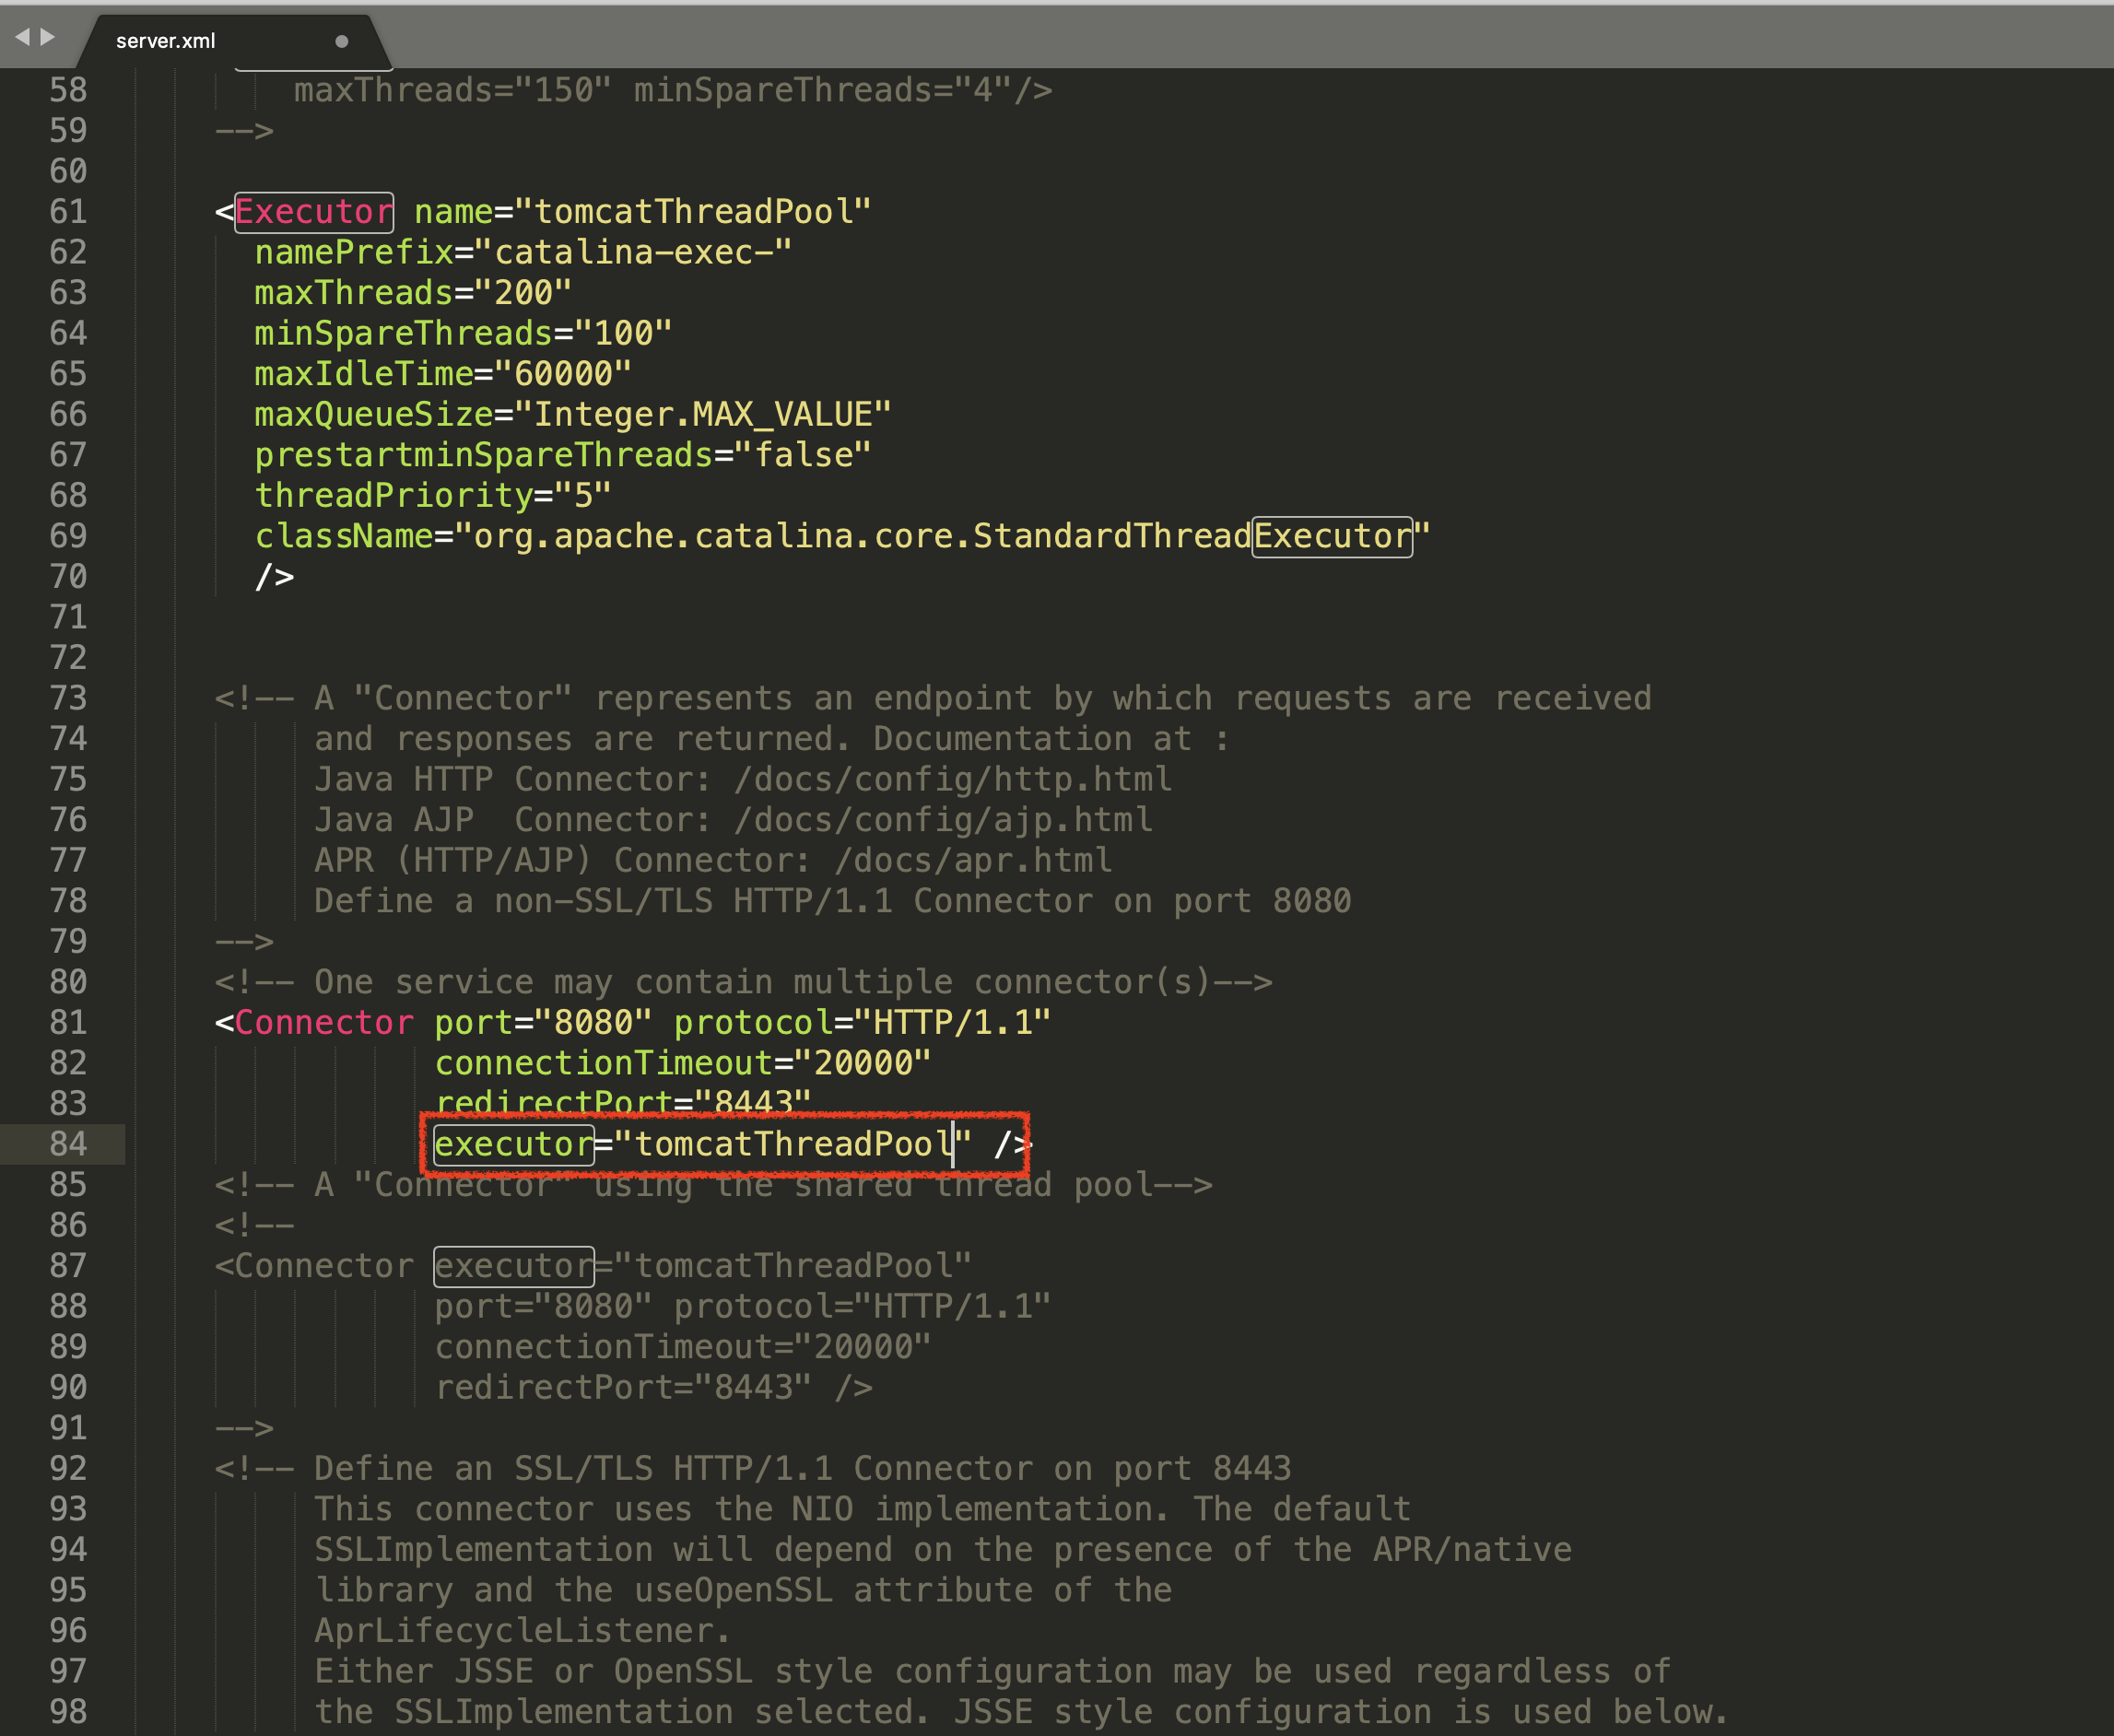 server.xml
58 maxThreads="150" minSpareThreads="4"/>
59 -->
60
61 <Executor name="tomcatThreadPool"
62 namePrefix="catalina-exec-"
63 maxThreads="200"
64 minSpareThreads="100"
65 maxIdleTime="60000"
66 maxQueueSize="Integer.MAX_VALUE"
67 prestartminSpareThreads="false"
68 threadPriority="5"
69 className="org.apache.catalina.core.StandardThreadExecutor"
70 />
71
72
73 <!-- A "Connector" represents an endpoint by which requests are received
74 and responses are returned. Documentation at :
75 Java HTTP Connector: /docs/config/http.html
76 Java AJP  Connector: /docs/config/ajp.html
77 APR (HTTP/AJP) Connector: /docs/apr.html
78 Define a non-SSL/TLS HTTP/1.1 Connector on port 8080
79 -->
80 <!-- One service may contain multiple connector(s)-->
81 <Connector port="8080" protocol="HTTP/1.1"
82 connectionTimeout="20000"
83 redirectPort="8443"
84 executor="tomcatThreadPool" />
85 <!-- A "Connector" using the shared thread pool-->
86 <!--
87 <Connector executor="tomcatThreadPool"
88 port="8080" protocol="HTTP/1.1"
89 connectionTimeout="20000"
90 redirectPort="8443" />
91 -->
92 <!-- Define an SSL/TLS HTTP/1.1 Connector on port 8443
93 This connector uses the NIO implementation. The default
94 SSLImplementation will depend on the presence of the APR/native
95 library and the useOpenSSL attribute of the
96 AprLifecycleListener.
97 Either JSSE or OpenSSL style configuration may be used regardless of
98 the SSLImplementation selected. JSSE style configuration is used below.